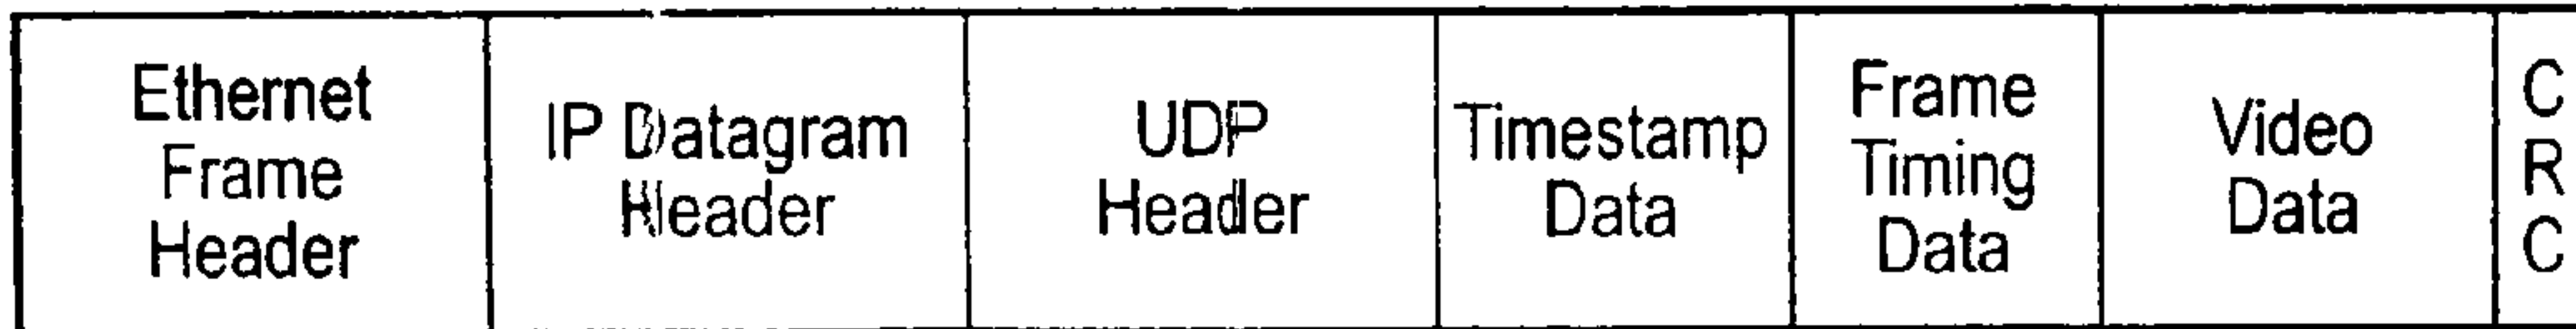 Ethernet
Frame
Header
IP Datagram
Header
UDP
Header
Timestamp
Data
Frame
Timing
Data
Video
Data
C
R
C